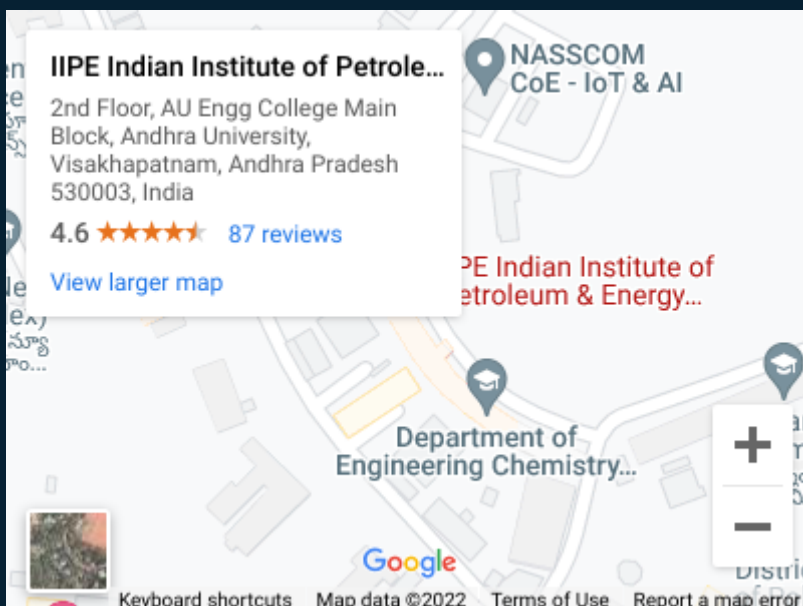 IIPE Indian Institute of Petrole...
2nd Floor, AU Engg College Main
Block, Andhra University,
Visakhapatnam, Andhra Pradesh
530003, India
4.6 87 reviews
View larger map
NASSCOM
CoE - IoT & AI
PE Indian Institute of
etroleum & Energy...
Department of
Engineering Chemistry...
Google
Keyboard shortcuts Map data ©2022 Terms of Use Report a map error